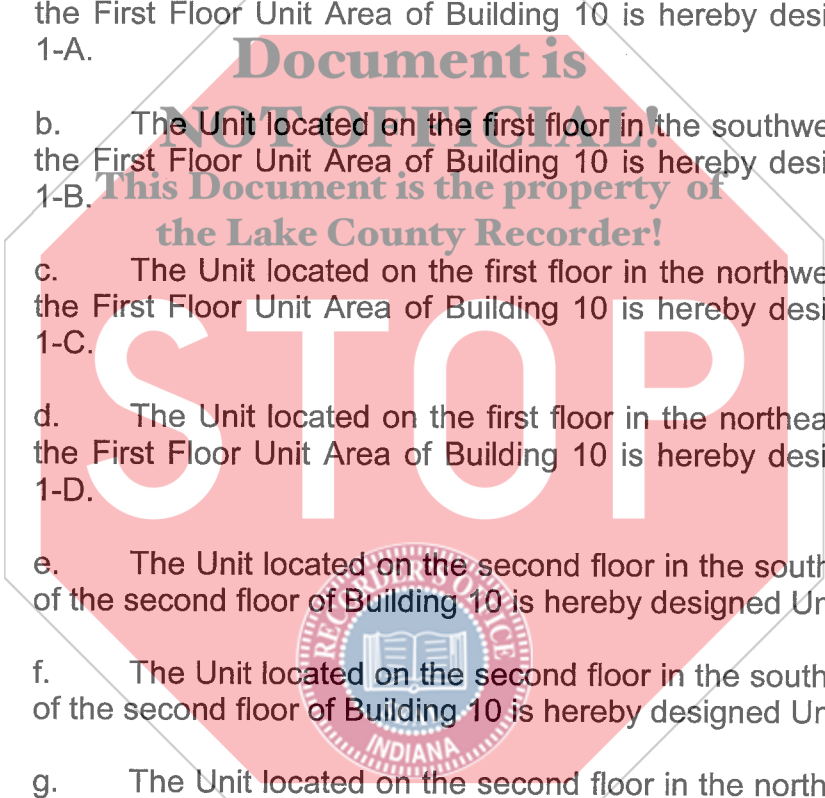 the First Floor Unit Area of Building 10 is hereby desi
1-A.
Document is
NOT OFFICIAL!
b. The Unit located on the first floor in the southwe
the First Floor Unit Area of Building 10 is hereby desi
1-B.
This Document is the property of
the Lake County Recorder!
c. The Unit located on the first floor in the northwe
the First Floor Unit Area of Building 10 is hereby desi
1-C.
STOP
d. The Unit located on the first floor in the northea
the First Floor Unit Area of Building 10 is hereby desi
1-D.
e. The Unit located on the second floor in the south
of the second floor of Building 10 is hereby designed Un
RECORDER'S OFFICE
f. The Unit located on the second floor in the south
of the second floor of Building 10 is hereby designed Un
INDIANA
g. The Unit located on the second floor in the north